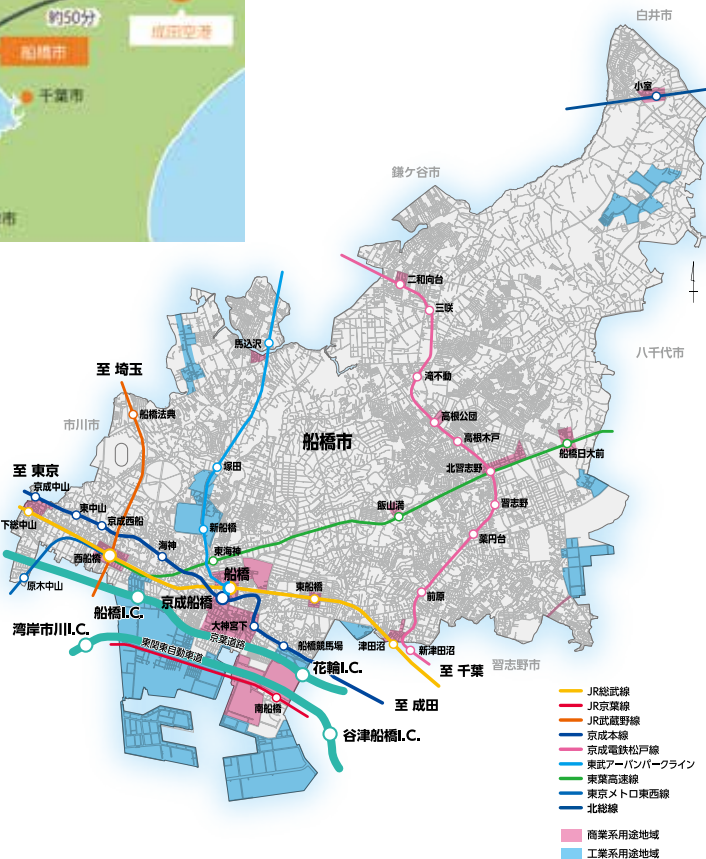 約50分
成田空港
船橋市
千葉市
市
白井市
小室
鎌ケ谷市
二和向台
三咲
馬込沢
八千代市
至 埼玉
滝不動
船橋法典
市川市
高根公団
船橋市
高根木戸
船橋日大前
至 東京
北習志野
京成中山
塚田
東中山
飯山満
習志野
下総中山
京成西船
新船橋
薬円台
海神
東海神
西船橋
船橋
東船橋
原木中山
前原
船橋I.C.
京成船橋
大神宮下
湾岸市川I.C.
京葉道路
船橋競馬場
津田沼
新津田沼
東関東自動車道
花輪I.C.
至 千葉
習志野市
南船橋
至 成田
谷津船橋I.C.
JR総武線
JR京葉線
JR武蔵野線
京成本線
京成電鉄松戸線
東武アーバンパークライン
東葉高速線
東京メトロ東西線
北総線
商業系用途地域
工業系用途地域